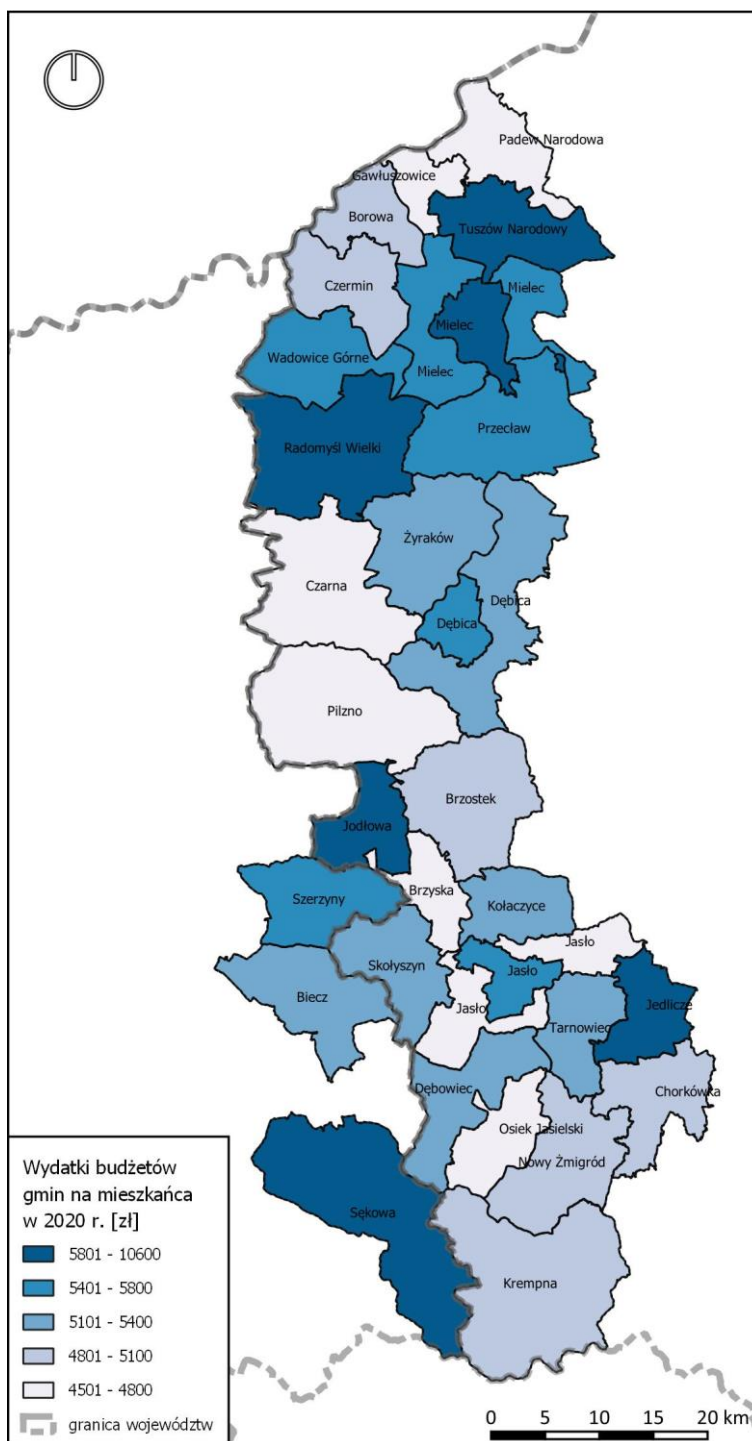 Padew Narodowa
Gawłuszowice
Borowa
Tuszów Narodowy
Czermin
Mielec
Mielec
Wadowice Górne
Mielec
Przecław
Radomyśl Wielki
Żyraków
Czarna
Dębica
Dębica
Pilzno
Brzostek
Jodłowa
Brzyska
Szerzyny
Kołaczyce
Jasło
Skołyszyn
Jasło
Biecz
Jasło
Jedlicze
Tarnowiec
Dębowiec
Chorkówka
Osiek Jasielski
Nowy Żmigród
Sękowa
Krempna
Wydatki budżetów
gmin na mieszkańca
w 2020 r. [zł]
5801 - 10600
5401 - 5800
5101 - 5400
4801 - 5100
4501 - 4800
granica województw
0 5 10 15 20 km